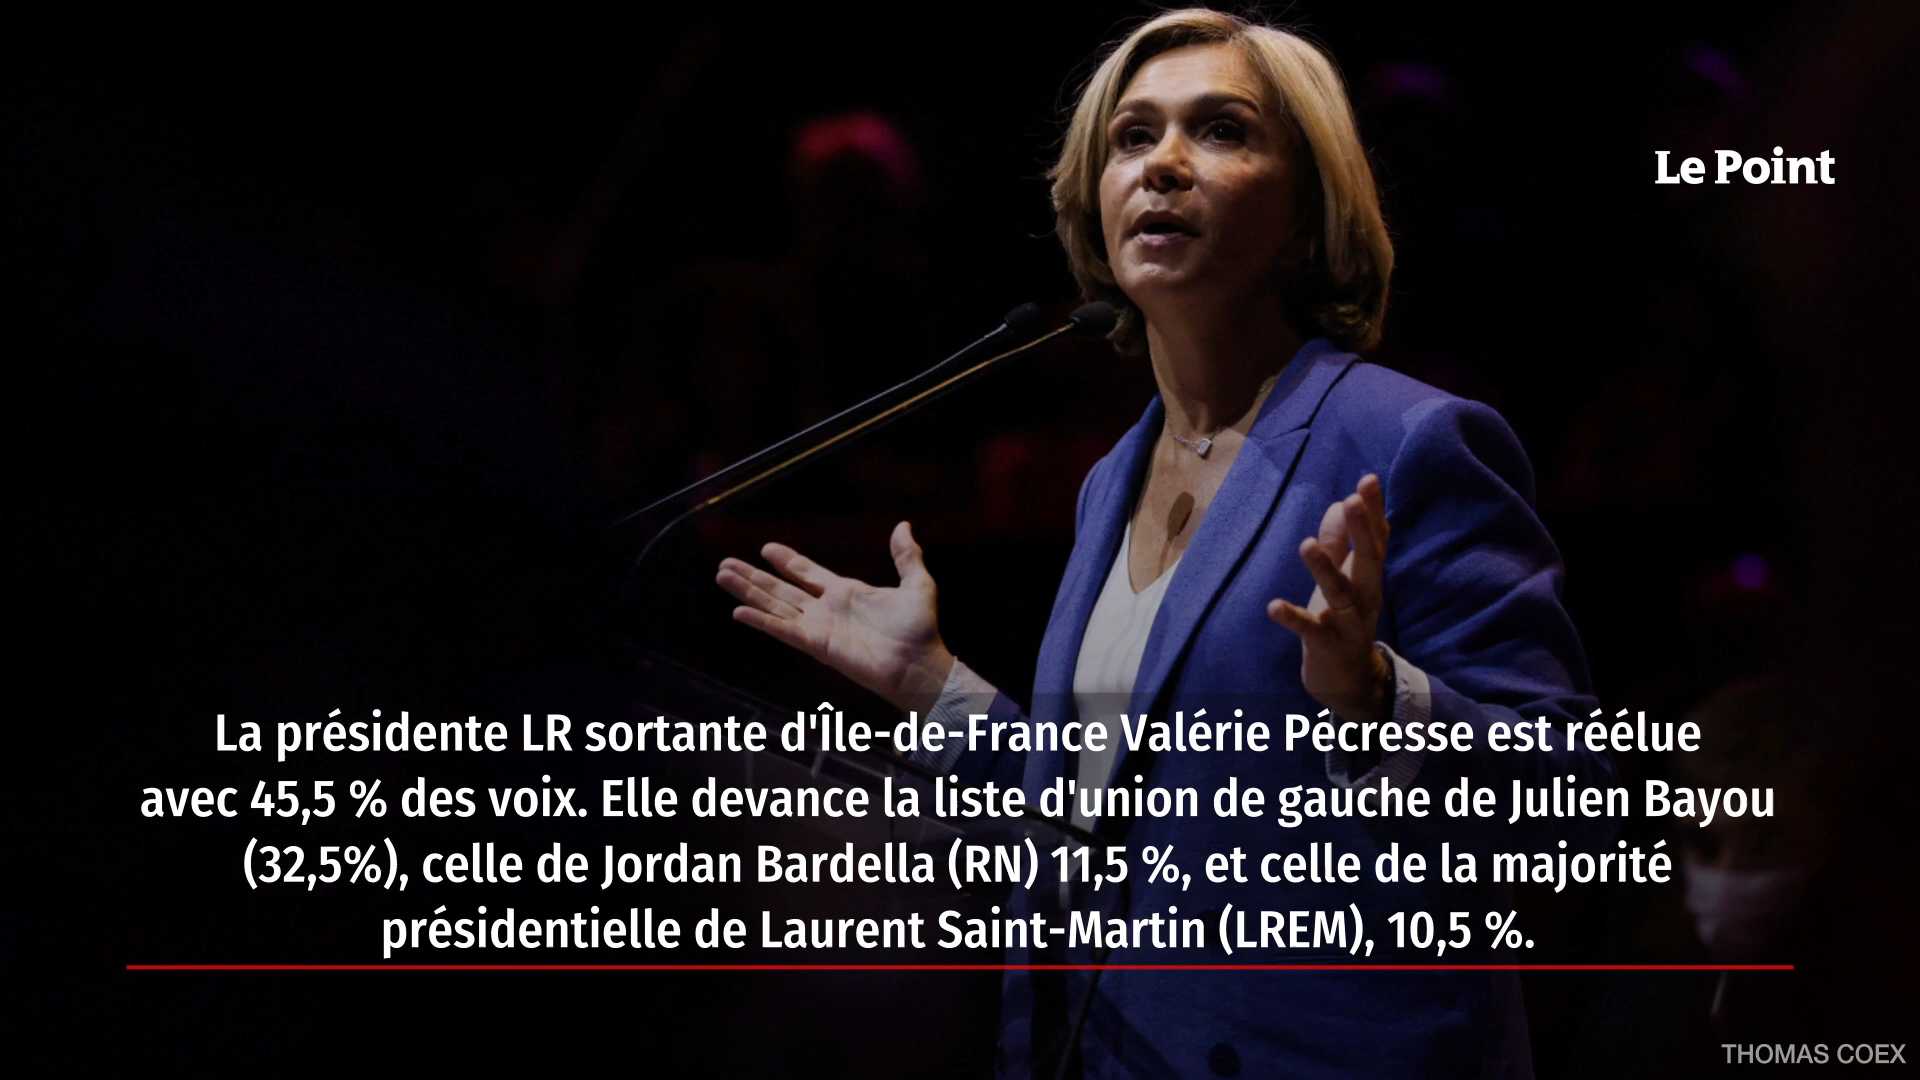 Le Point
La présidente LR sortante d'Île-de-France Valérie Pécresse est réélue
avec 45,5 % des voix. Elle devance la liste d'union de gauche de Julien Bayou
(32,5%), celle de Jordan Bardella (RN) 11,5 %, et celle de la majorité
présidentielle de Laurent Saint-Martin (LREM), 10,5 %.
THOMAS COEX